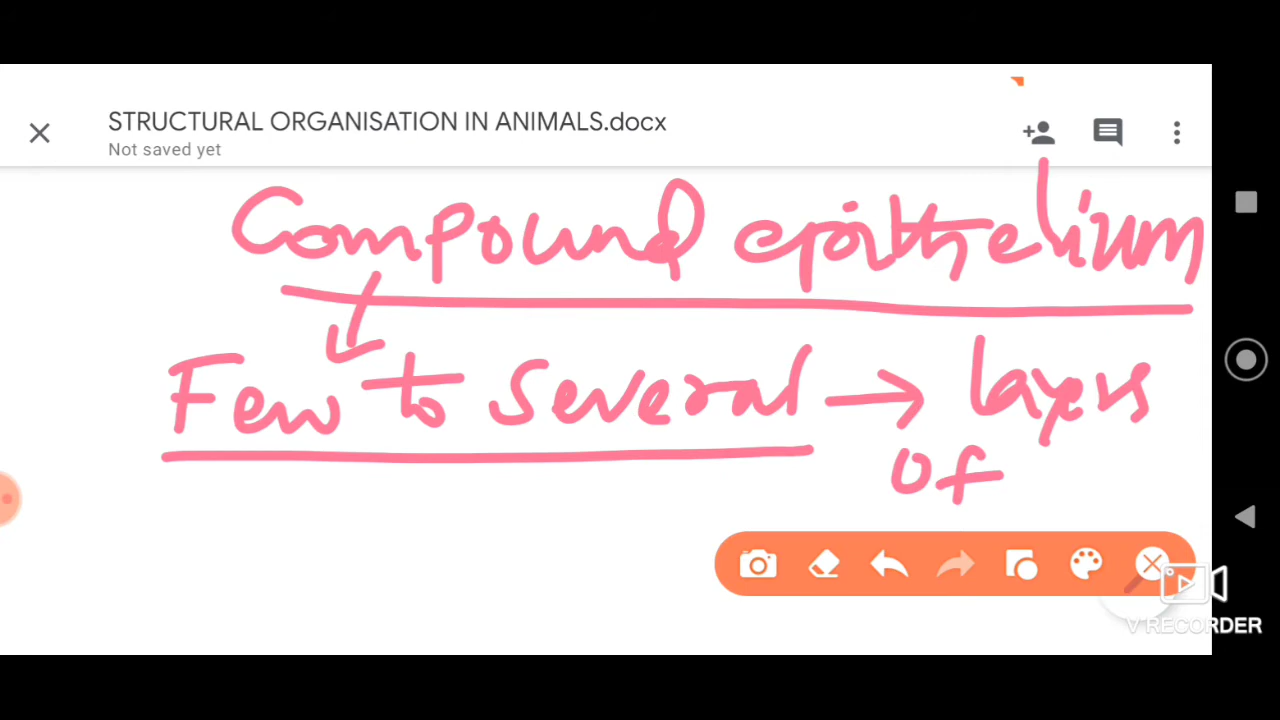 STRUCTURAL ORGANISATION IN ANIMALS.docx
Not saved yet
Compound epithelium
Few to several → layers
of
V RECORDER